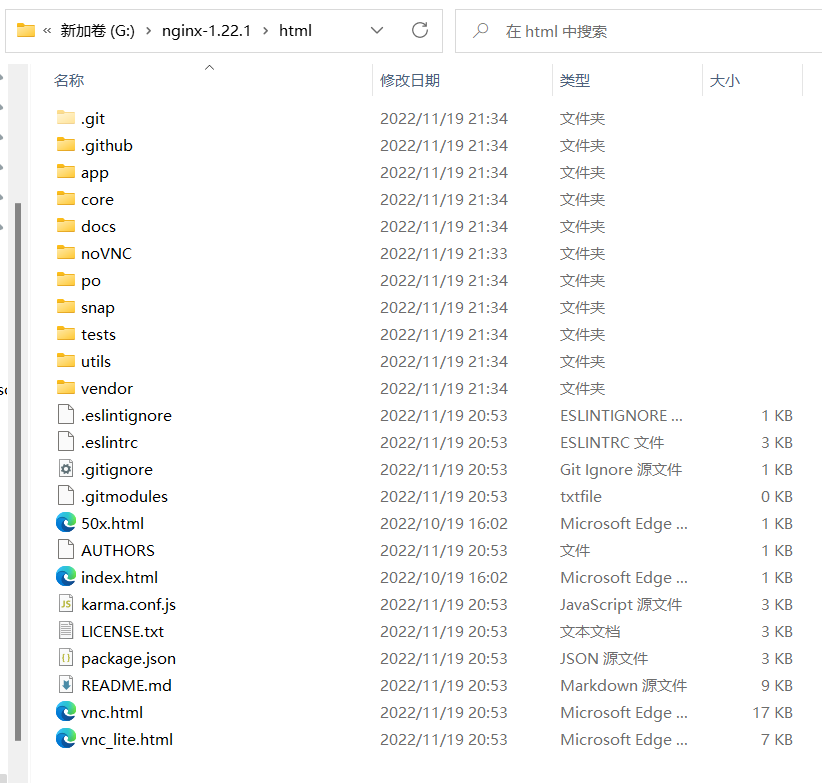 « 新加卷 (G:) › nginx-1.22.1 › html 在 html 中搜索
名称 修改日期 类型 大小
.git 2022/11/19 21:34 文件夹
.github 2022/11/19 21:34 文件夹
app 2022/11/19 21:34 文件夹
core 2022/11/19 21:34 文件夹
docs 2022/11/19 21:34 文件夹
noVNC 2022/11/19 21:33 文件夹
po 2022/11/19 21:34 文件夹
snap 2022/11/19 21:34 文件夹
tests 2022/11/19 21:34 文件夹
utils 2022/11/19 21:34 文件夹
vendor 2022/11/19 21:34 文件夹
.eslintignore 2022/11/19 20:53 ESLINTIGNORE ... 1 KB
.eslintrc 2022/11/19 20:53 ESLINTRC 文件 3 KB
.gitignore 2022/11/19 20:53 Git Ignore 源文件 1 KB
.gitmodules 2022/11/19 20:53 txtfile 0 KB
50x.html 2022/10/19 16:02 Microsoft Edge ... 1 KB
AUTHORS 2022/11/19 20:53 文件 1 KB
index.html 2022/10/19 16:02 Microsoft Edge ... 1 KB
karma.conf.js 2022/11/19 20:53 JavaScript 源文件 3 KB
LICENSE.txt 2022/11/19 20:53 文本文档 3 KB
package.json 2022/11/19 20:53 JSON 源文件 3 KB
README.md 2022/11/19 20:53 Markdown 源文件 9 KB
vnc.html 2022/11/19 20:53 Microsoft Edge ... 17 KB
vnc_lite.html 2022/11/19 20:53 Microsoft Edge ... 7 KB